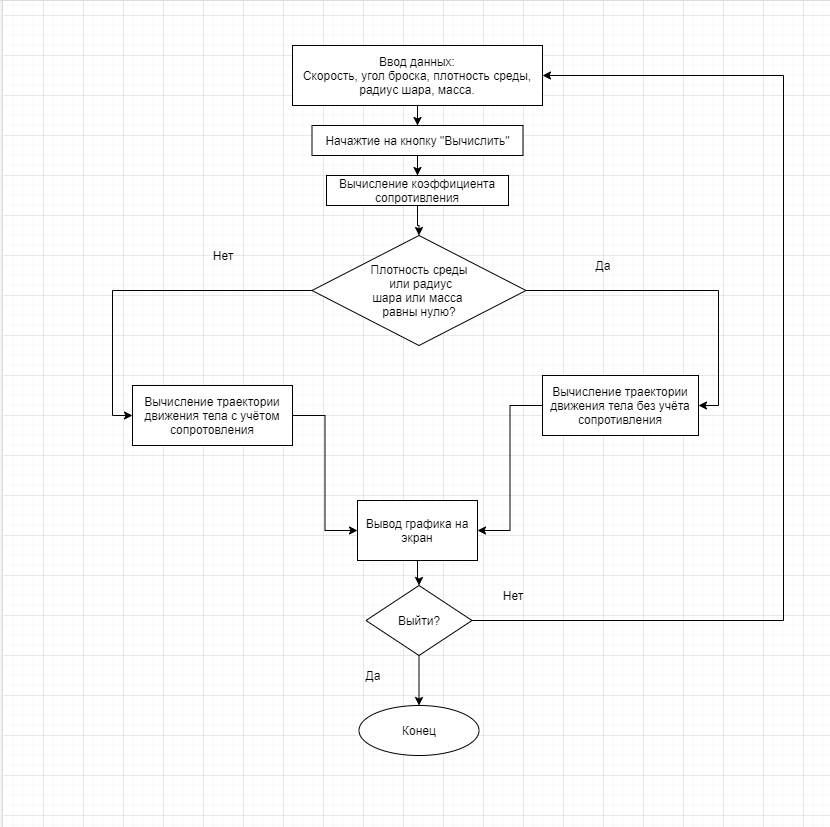 Ввод данных:
Скорость, угол броска, плотность среды,
радиус шара, масса.
Начажтие на кнопку "Вычислить"
Вычисление коэффициента
сопротивления
Нет
Да
Плотность среды
или радиус
шара или масса
равны нулю?
Вычисление траектории
движения тела с учётом
сопротовления
Вычисление траектории
движения тела без учёта
сопротивления
Вывод графика на
экран
Нет
Выйти?
Да
Конец